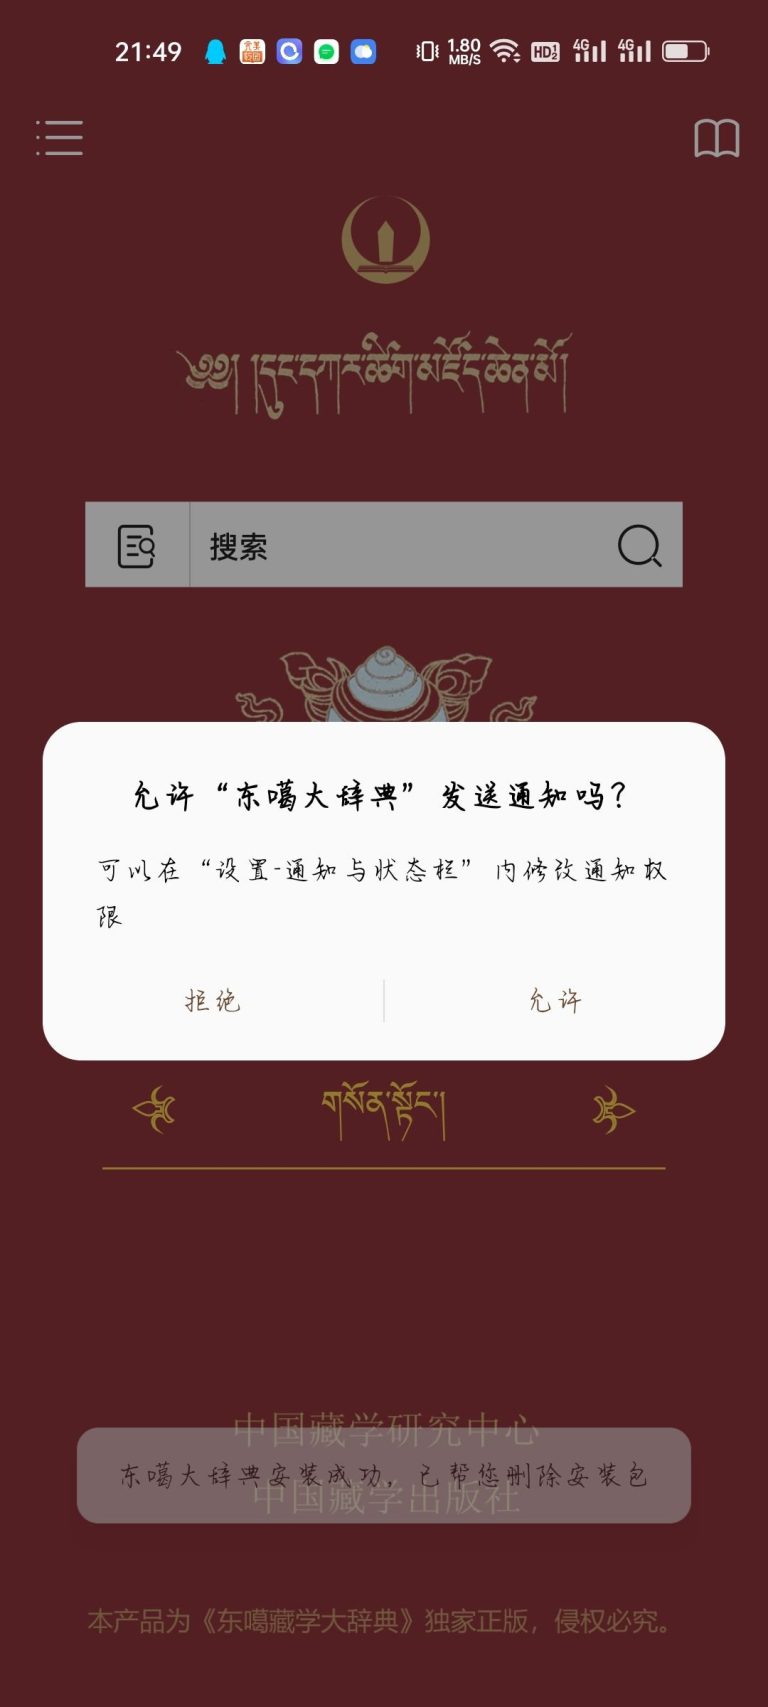 21:49
1.80 MB/S
HD 1 2
4G
4G
༄༅། །དུང་དཀར་ཚིག་མཛོད་ཆེན་མོ།
搜索
允许“东噶大辞典”发送通知吗？
可以在“设置-通知与状态栏”内修改通知权
限
拒绝
允许
གསོན་སྟོང་།
中国藏学研究中心
东噶大辞典安装成功，已帮您删除安装包
中国藏学出版社
本产品为《东噶藏学大辞典》独家正版，侵权必究。